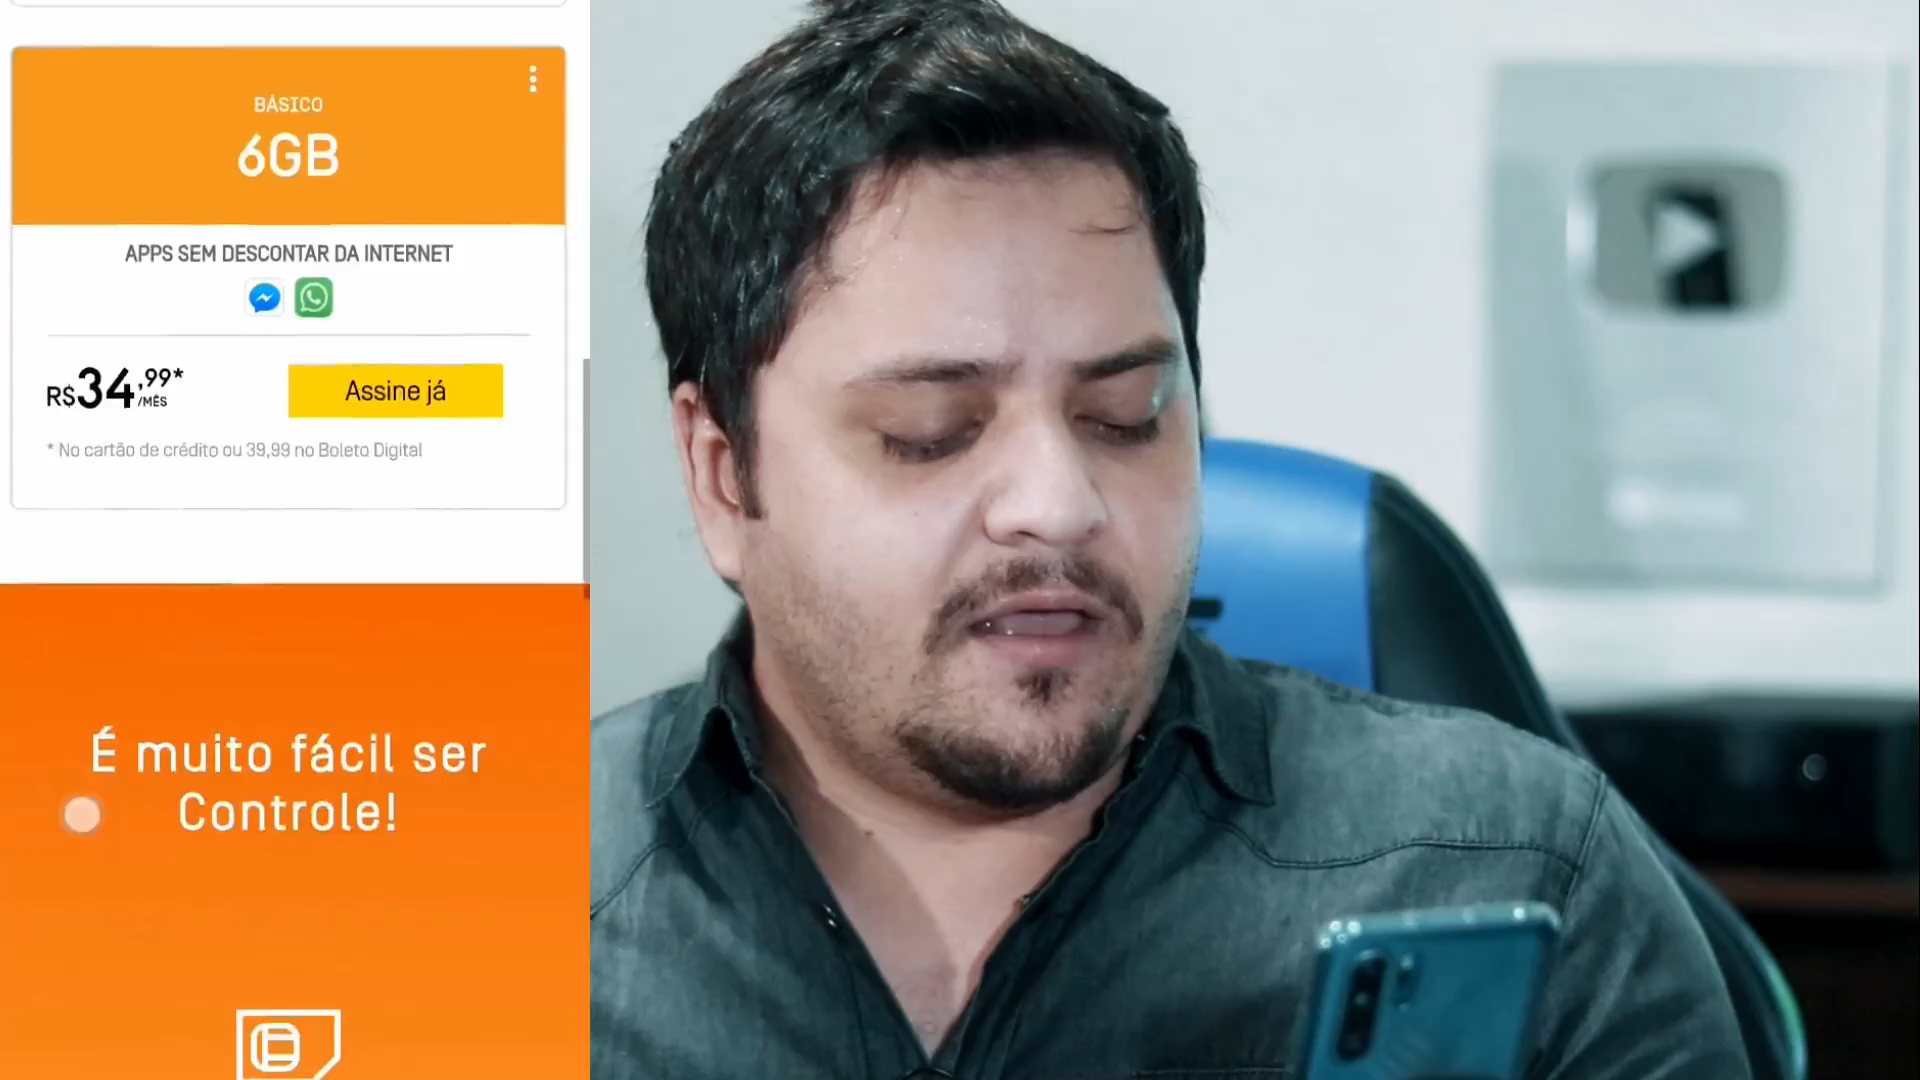 BÁSICO
6GB
APPS SEM DESCONTAR DA INTERNET
R$34,99*
/MÊS
Assine já
* No cartão de crédito ou 39,99 no Boleto Digital
É muito fácil ser
Controle!